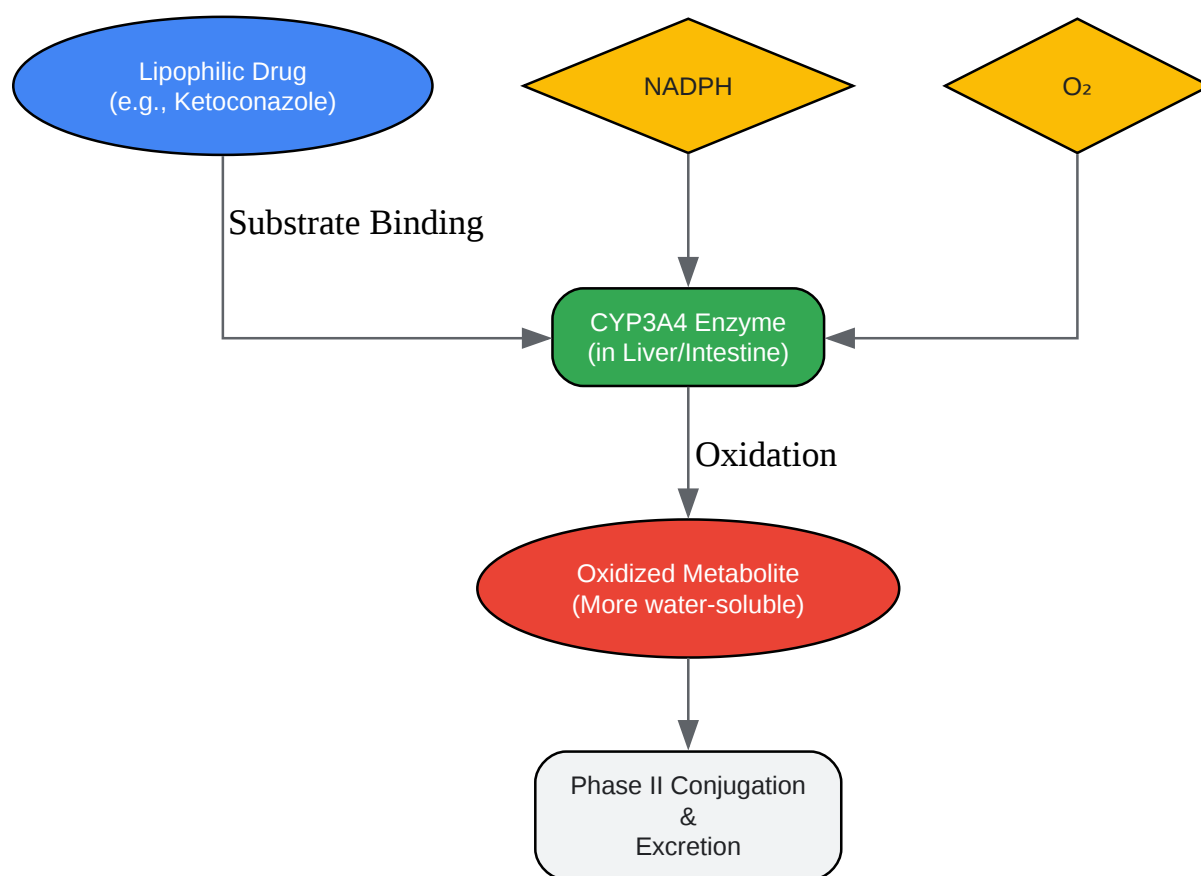 Lipophilic Drug
(e.g., Ketoconazole)
NADPH
O₂
Substrate Binding
CYP3A4 Enzyme
(in Liver/Intestine)
Oxidation
Oxidized Metabolite
(More water-soluble)
Phase II Conjugation
&
Excretion